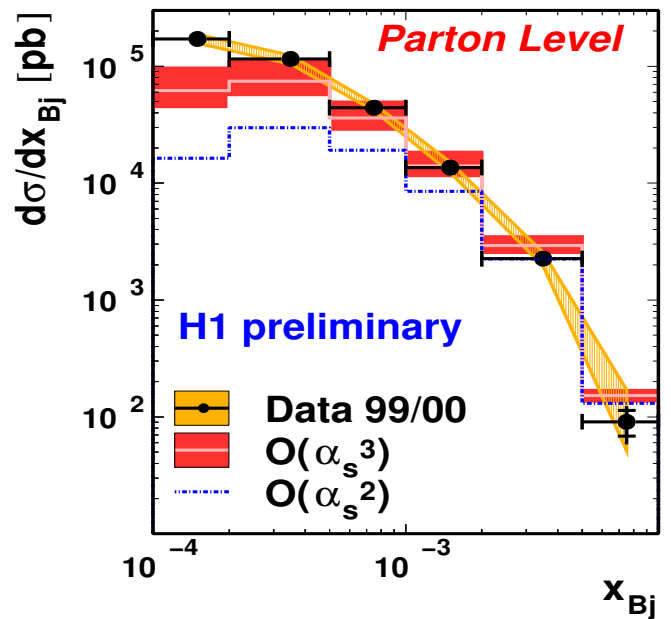 Parton Level
dσ/dx_Bj [pb]
10^5
10^4
10^3
10^2
H1 preliminary
Data 99/00
O(α_s^3)
O(α_s^2)
10^−4
10^−3
x_Bj